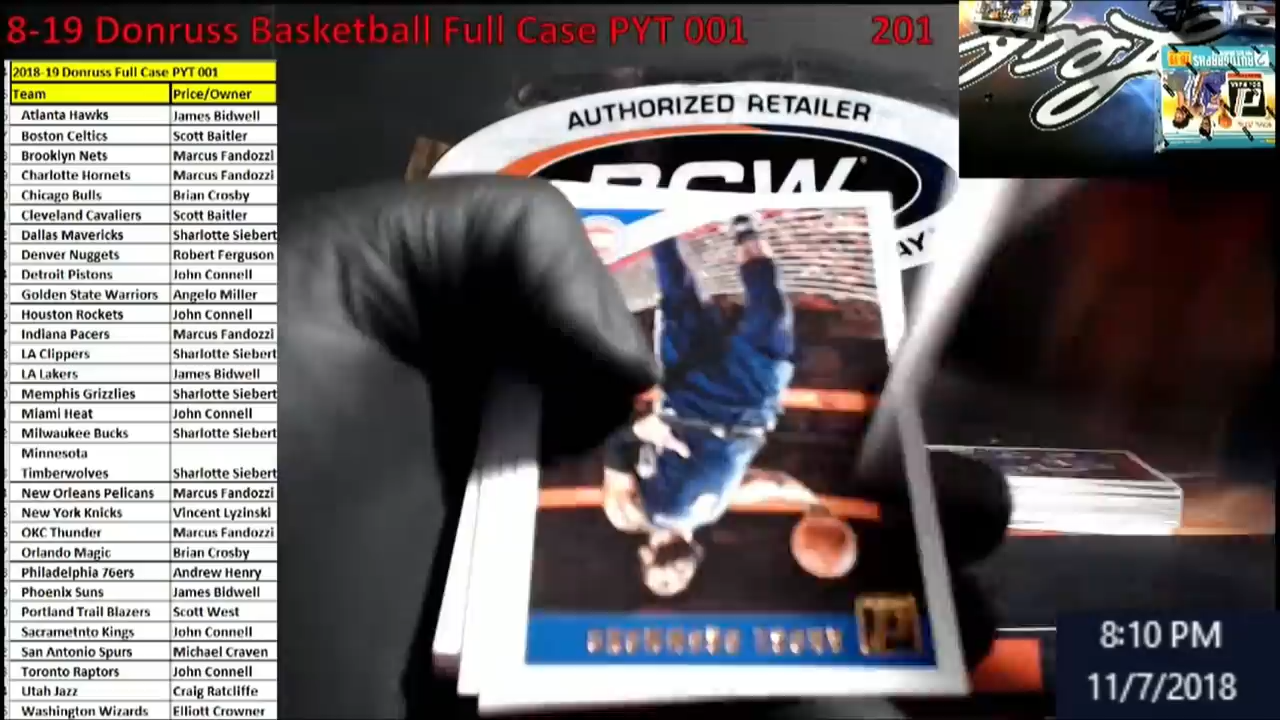 8-19 Donruss Basketball Full Case PYT 001 201
2018-19 Donruss Full Case PYT 001
Team Price/Owner
Atlanta Hawks James Bidwell
Boston Celtics Scott Baitler
Brooklyn Nets Marcus Fandozzi
Charlotte Hornets Marcus Fandozzi
Chicago Bulls Brian Crosby
Cleveland Cavaliers Scott Baitler
Dallas Mavericks Sharlotte Siebert
Denver Nuggets Robert Ferguson
Detroit Pistons John Connell
Golden State Warriors Angelo Miller
Houston Rockets John Connell
Indiana Pacers Marcus Fandozzi
LA Clippers Sharlotte Siebert
LA Lakers James Bidwell
Memphis Grizzlies Sharlotte Siebert
Miami Heat John Connell
Milwaukee Bucks Sharlotte Siebert
Minnesota
Timberwolves Sharlotte Siebert
New Orleans Pelicans Marcus Fandozzi
New York Knicks Vincent Lyzinski
OKC Thunder Marcus Fandozzi
Orlando Magic Brian Crosby
Philadelphia 76ers Andrew Henry
Phoenix Suns James Bidwell
Portland Trail Blazers Scott West
Sacrametnto Kings John Connell
San Antonio Spurs Michael Craven
Toronto Raptors John Connell
Utah Jazz Craig Ratcliffe
Washington Wizards Elliott Crowner
AUTHORIZED RETAILER
BCW
8:10 PM
11/7/2018